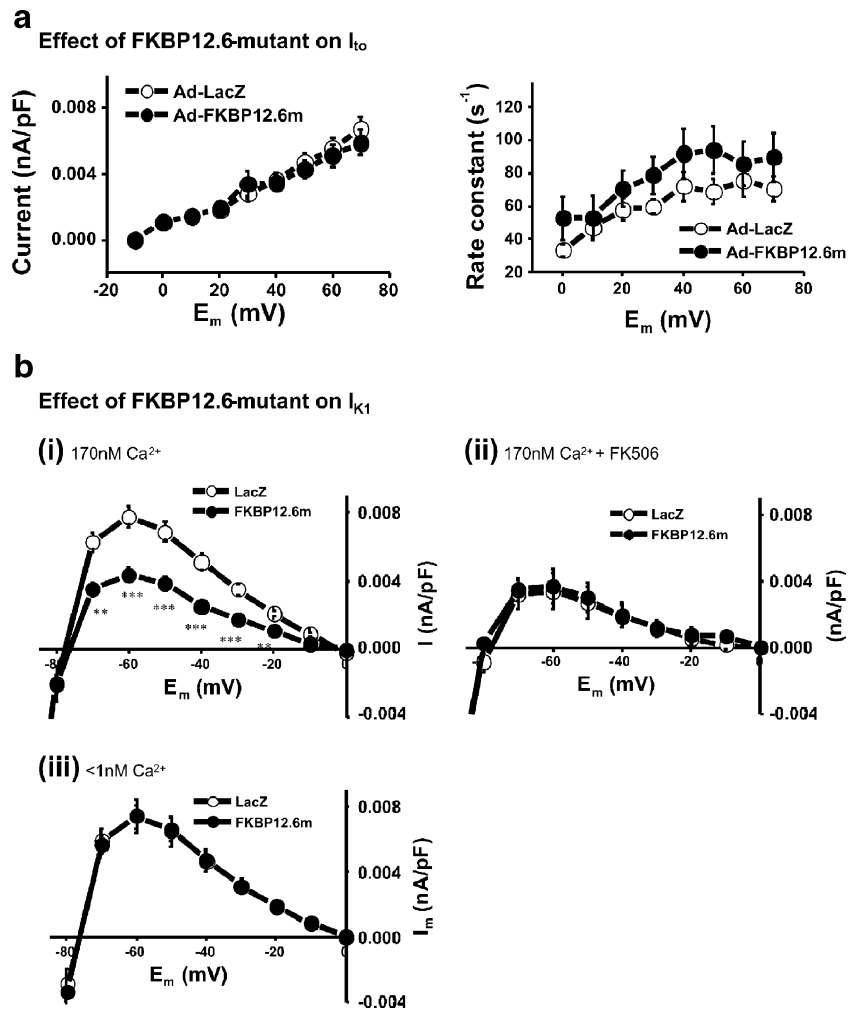 a
Effect of FKBP12.6-mutant on Ito
Current (nA/pF)
0.008
0.004
0.000
-20 0 20 40 60 80
Em (mV)
Ad-LacZ
Ad-FKBP12.6m
Rate constant (s-1)
120
100
80
60
40
20
0 20 40 60 80
Em (mV)
Ad-LacZ
Ad-FKBP12.6m
b
Effect of FKBP12.6-mutant on IK1
(i) 170nM Ca2+
LacZ
FKBP12.6m
0.008
0.004
0.000
-0.004
I (nA/pF)
** *** *** *** *** **
-80 -60 -40 -20 0
Em (mV)
(ii) 170nM Ca2+ + FK506
LacZ
FKBP12.6m
0.008
0.004
0.000
-0.004
(nA/pF)
-80 -60 -40 -20 0
Em (mV)
(iii) <1nM Ca2+
LacZ
FKBP12.6m
0.008
0.004
0.000
-0.004
Im (nA/pF)
-80 -60 -40 -20 0
Em (mV)